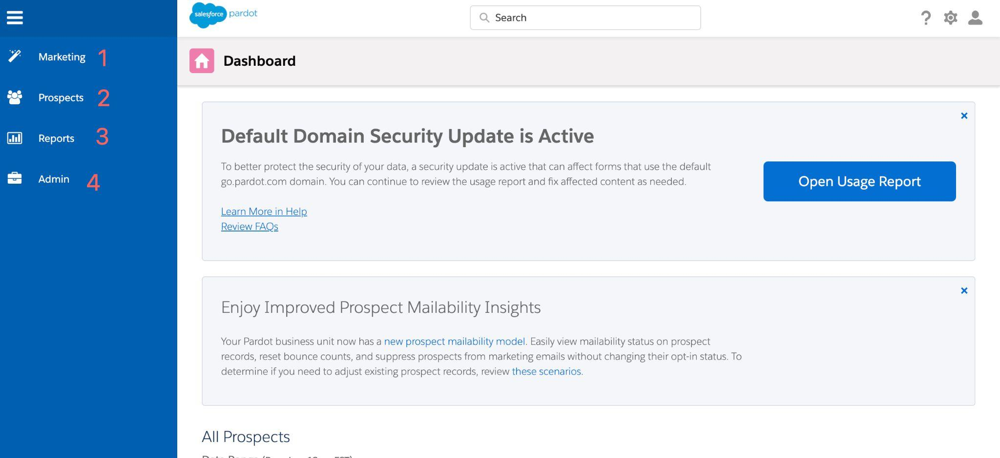 salesforce pardot
Search
?
Marketing 1
Prospects 2
Reports 3
Admin 4
Dashboard
Default Domain Security Update is Active
To better protect the security of your data, a security update is active that can affect forms that use the default
go.pardot.com domain. You can continue to review the usage report and fix affected content as needed.
Open Usage Report
Learn More in Help
Review FAQs
Enjoy Improved Prospect Mailability Insights
Your Pardot business unit now has a new prospect mailability model. Easily view mailability status on prospect
records, reset bounce counts, and suppress prospects from marketing emails without changing their opt-in status. To
determine if you need to adjust existing prospect records, review these scenarios.
All Prospects
Date Range